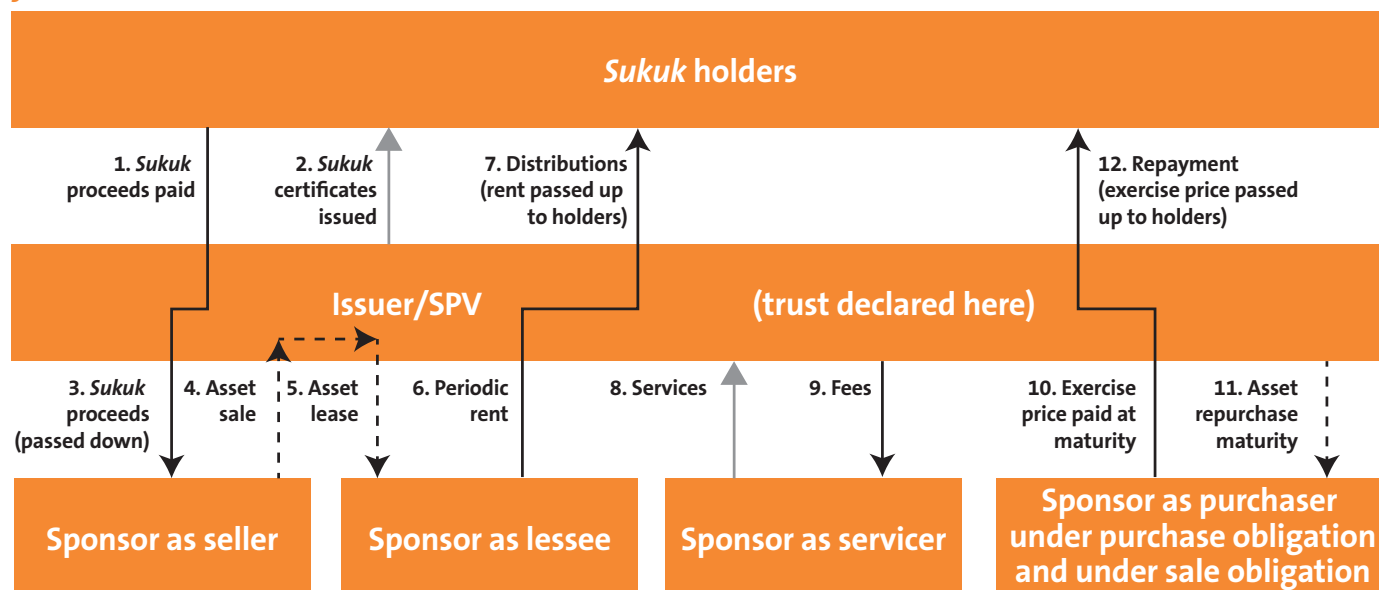 Sukuk holders
1. Sukuk
proceeds paid
2. Sukuk
certificates
issued
7. Distributions
(rent passed up
to holders)
12. Repayment
(exercise price passed
up to holders)
Issuer/SPV
(trust declared here)
3. Sukuk
proceeds
(passed down)
4. Asset
sale
5. Asset
lease
6. Periodic
rent
8. Services
9. Fees
10. Exercise
price paid at
maturity
11. Asset
repurchase
maturity
Sponsor as seller
Sponsor as lessee
Sponsor as servicer
Sponsor as purchaser
under purchase obligation
and under sale obligation